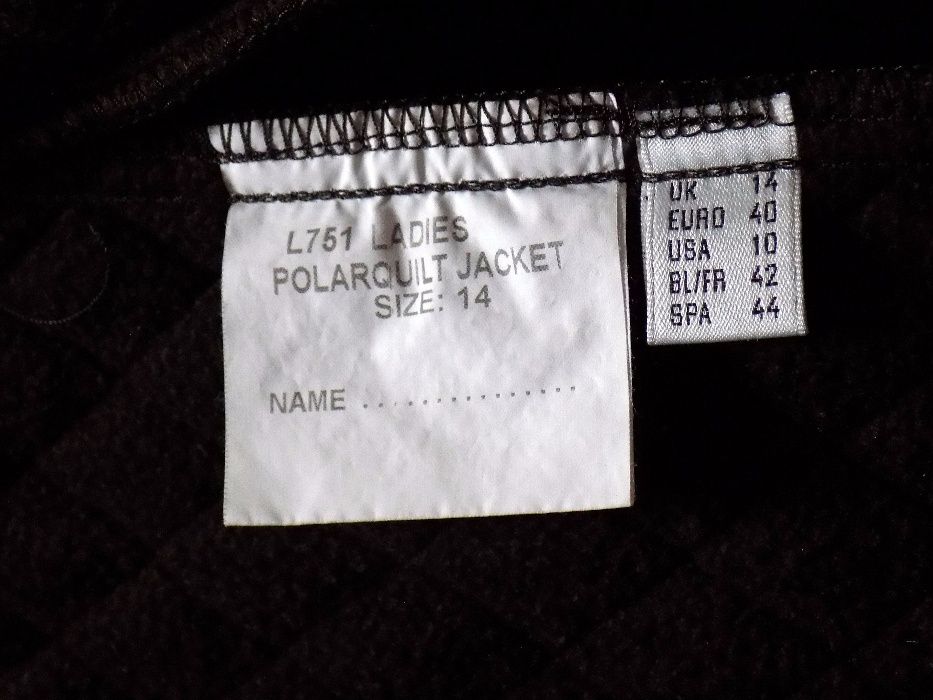 L751 LADIES
POLARQUILT JACKET
SIZE: 14
NAME ...............
UK 14
EURO 40
USA 10
BL/FR 42
SPA 44